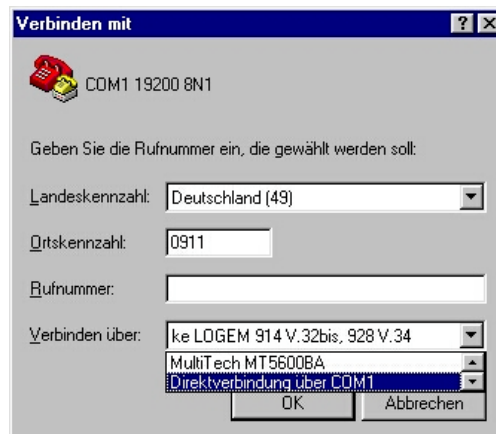 Verbinden mit
COM1 19200 8N1
Geben Sie die Rufnummer ein, die gewählt werden soll:
Landeskennzahl: Deutschland (49)
Ortskennzahl: 0911
Rufnummer:
Verbinden über: ke LOGEM 914 V.32bis, 928 V.34
MultiTech MT5600BA
Direktverbindung über COM1
OK Abbrechen